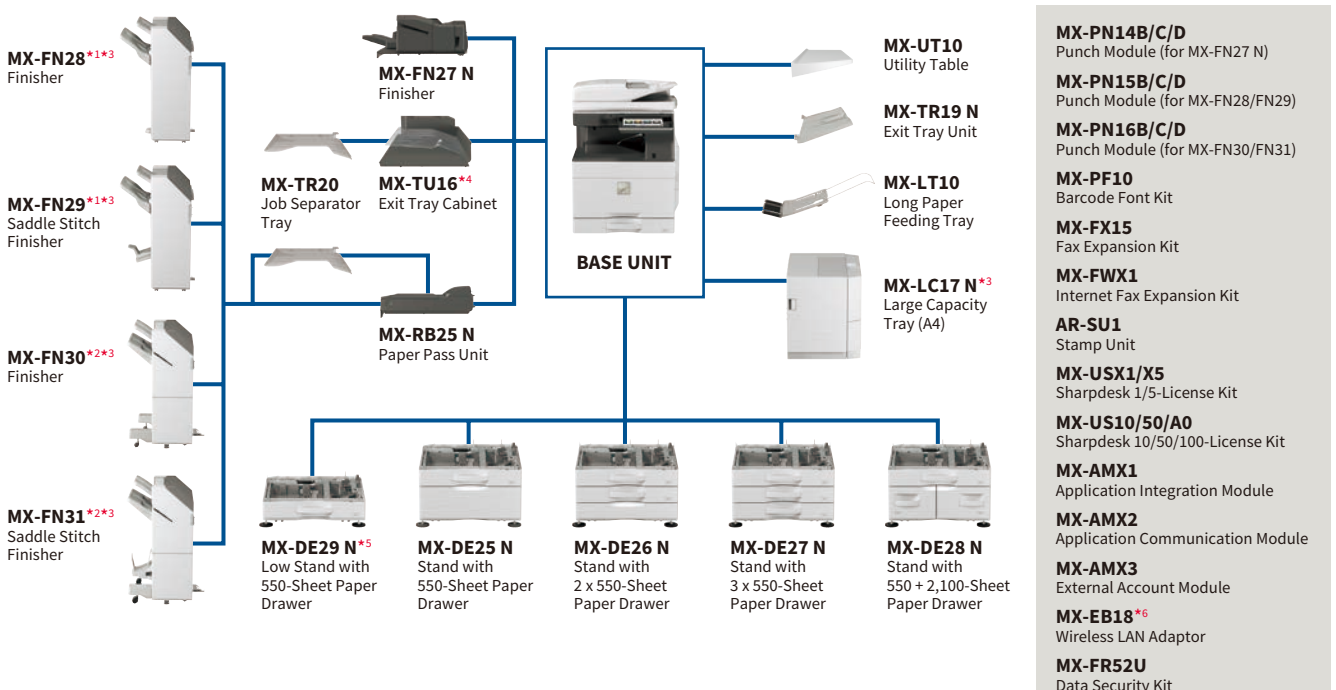 MX-FN28*1*3
Finisher
MX-FN29*1*3
Saddle Stitch
Finisher
MX-FN30*2*3
Finisher
MX-FN31*2*3
Saddle Stitch
Finisher
MX-FN27 N
Finisher
MX-TR20
Job Separator
Tray
MX-TU16*4
Exit Tray Cabinet
MX-RB25 N
Paper Pass Unit
BASE UNIT
MX-UT10
Utility Table
MX-TR19 N
Exit Tray Unit
MX-LT10
Long Paper
Feeding Tray
MX-LC17 N*3
Large Capacity
Tray (A4)
MX-DE29 N*5
Low Stand with
550-Sheet Paper
Drawer
MX-DE25 N
Stand with
550-Sheet Paper
Drawer
MX-DE26 N
Stand with
2 x 550-Sheet
Paper Drawer
MX-DE27 N
Stand with
3 x 550-Sheet
Paper Drawer
MX-DE28 N
Stand with
550 + 2,100-Sheet
Paper Drawer
MX-PN14B/C/D
Punch Module (for MX-FN27 N)
MX-PN15B/C/D
Punch Module (for MX-FN28/FN29)
MX-PN16B/C/D
Punch Module (for MX-FN30/FN31)
MX-PF10
Barcode Font Kit
MX-FX15
Fax Expansion Kit
MX-FWX1
Internet Fax Expansion Kit
AR-SU1
Stamp Unit
MX-USX1/X5
Sharpdesk 1/5-License Kit
MX-US10/50/A0
Sharpdesk 10/50/100-License Kit
MX-AMX1
Application Integration Module
MX-AMX2
Application Communication Module
MX-AMX3
External Account Module
MX-EB18*6
Wireless LAN Adaptor
MX-FR52U
Data Security Kit